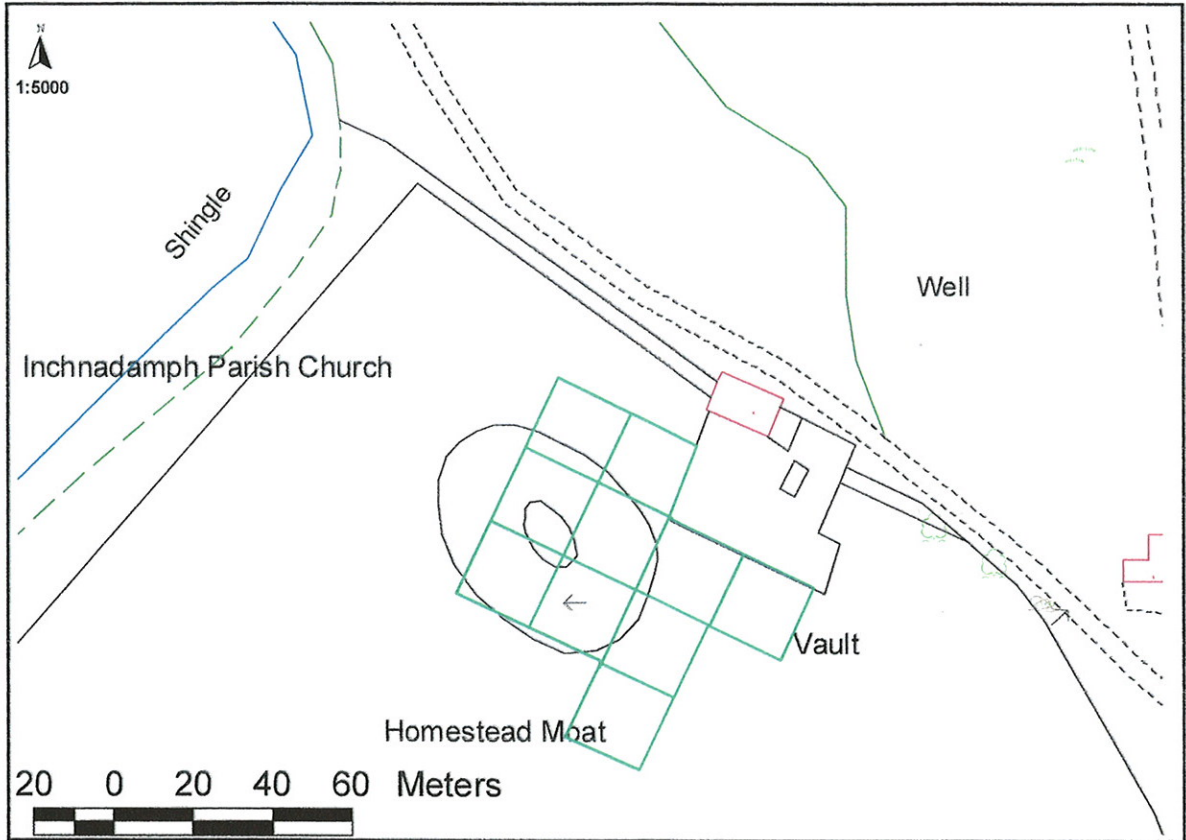 N
1:5000
Shingle
Well
Inchnadamph Parish Church
Vault
Homestead Moat
20 0 20 40 60 Meters